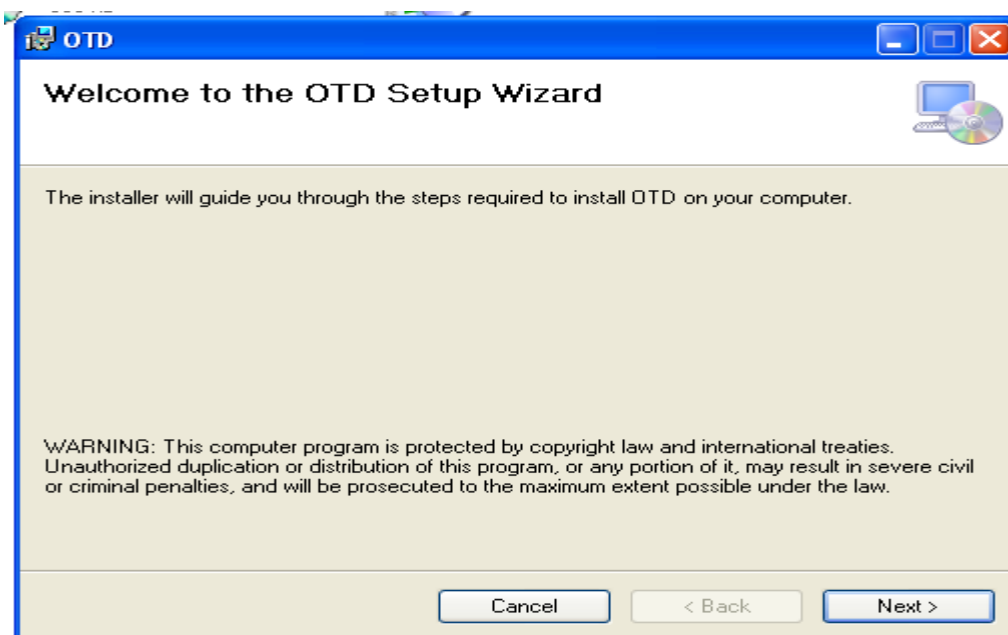 OTD
Welcome to the OTD Setup Wizard
The installer will guide you through the steps required to install OTD on your computer.
WARNING: This computer program is protected by copyright law and international treaties.
Unauthorized duplication or distribution of this program, or any portion of it, may result in severe civil
or criminal penalties, and will be prosecuted to the maximum extent possible under the law.
Cancel
< Back
Next >